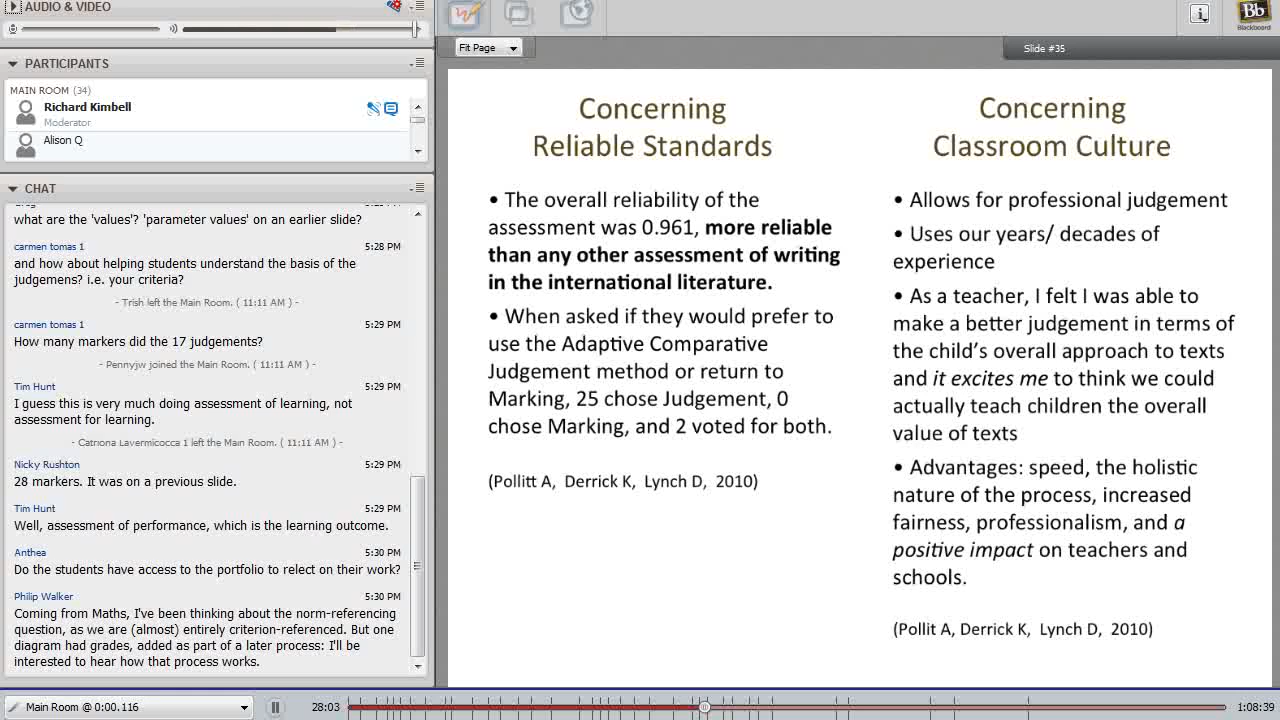 AUDIO & VIDEO
PARTICIPANTS
MAIN ROOM (34)
Richard Kimbell
Moderator
Alison Q
CHAT
what are the 'values'? 'parameter values' on an earlier slide?
carmen tomas 1 5:28 PM
and how about helping students understand the basis of the
judgemens? i.e. your criteria?
- Trish left the Main Room. ( 11:11 AM ) -
carmen tomas 1 5:29 PM
How many markers did the 17 judgements?
- Pennyjw joined the Main Room. ( 11:11 AM ) -
Tim Hunt 5:29 PM
I guess this is very much doing assessment of learning, not
assessment for learning.
- Catriona Lavermicocca 1 left the Main Room. ( 11:11 AM ) -
Nicky Rushton 5:29 PM
28 markers. It was on a previous slide.
Tim Hunt 5:29 PM
Well, assessment of performance, which is the learning outcome.
Anthea 5:30 PM
Do the students have access to the portfolio to relect on their work?
Philip Walker 5:30 PM
Coming from Maths, I've been thinking about the norm-referencing
question, as we are (almost) entirely criterion-referenced. But one
diagram had grades, added as part of a later process: I'll be
interested to hear how that process works.
Main Room @ 0:00.116
28:03
1:08:39
Fit Page
Slide #35
Bb
Blackboard
Concerning
Reliable Standards
• The overall reliability of the
assessment was 0.961, more reliable
than any other assessment of writing
in the international literature.
• When asked if they would prefer to
use the Adaptive Comparative
Judgement method or return to
Marking, 25 chose Judgement, 0
chose Marking, and 2 voted for both.
(Pollitt A, Derrick K, Lynch D, 2010)
Concerning
Classroom Culture
• Allows for professional judgement
• Uses our years/ decades of
experience
• As a teacher, I felt I was able to
make a better judgement in terms of
the child's overall approach to texts
and it excites me to think we could
actually teach children the overall
value of texts
• Advantages: speed, the holistic
nature of the process, increased
fairness, professionalism, and a
positive impact on teachers and
schools.
(Pollit A, Derrick K, Lynch D, 2010)